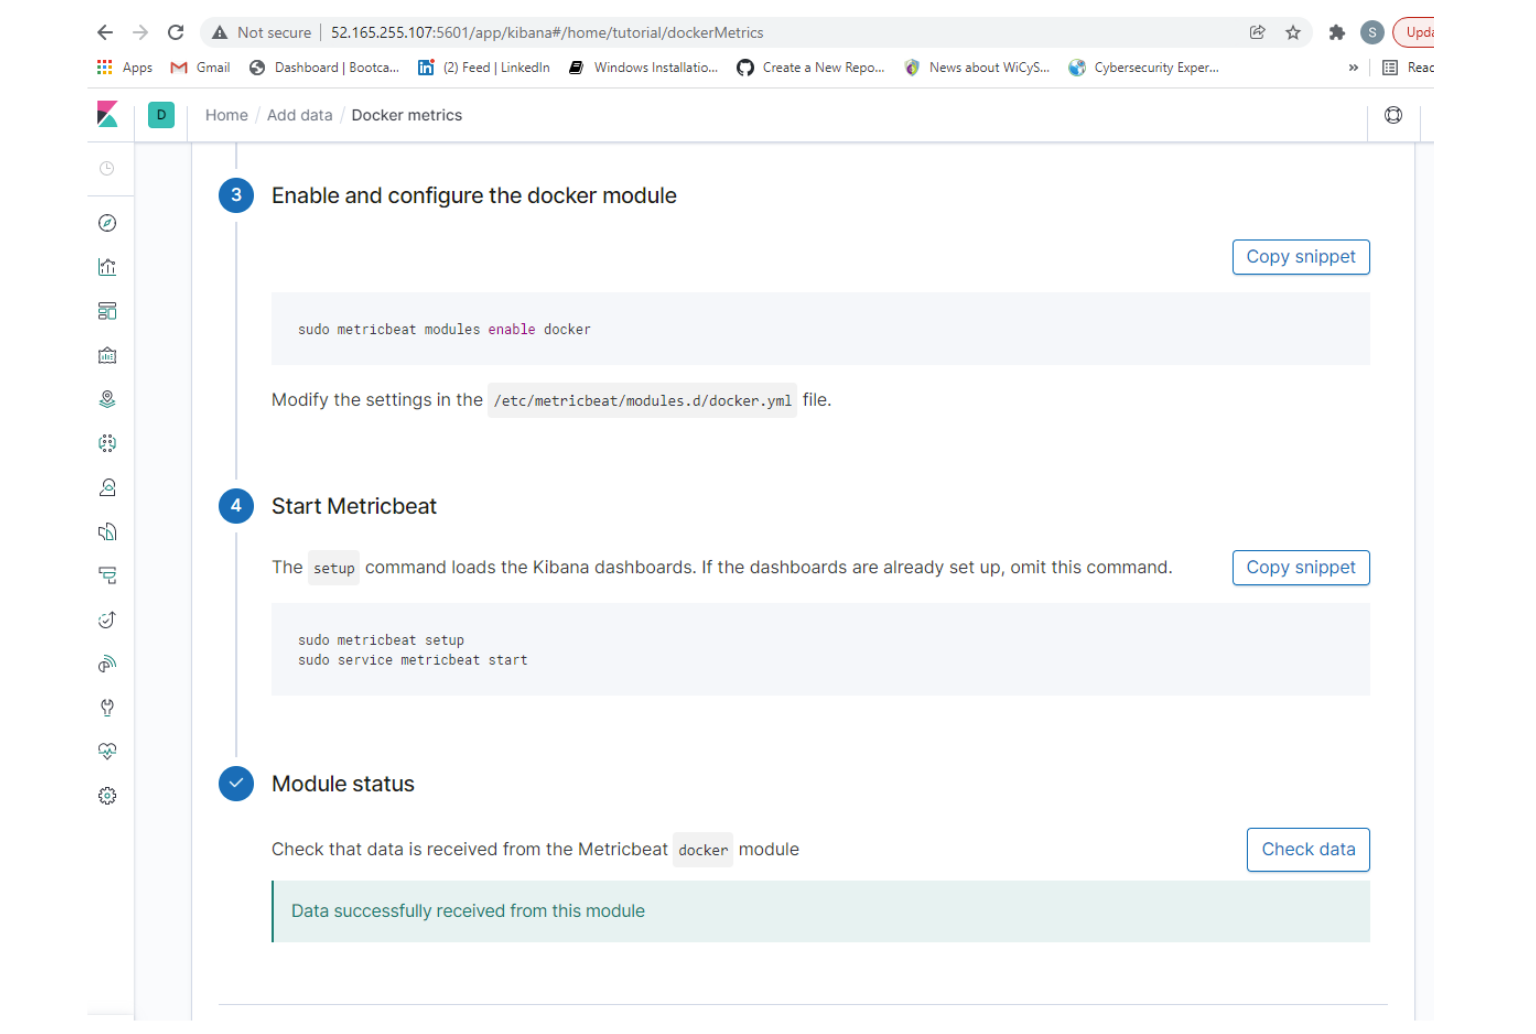 Not secure | 52.165.255.107:5601/app/kibana#/home/tutorial/dockerMetrics
S
Apps Gmail Dashboard | Bootca... (2) Feed | LinkedIn Windows Installatio... Create a New Repo... News about WiCyS... Cybersecurity Exper... »
D Home / Add data / Docker metrics
3 Enable and configure the docker module
Copy snippet
sudo metricbeat modules enable docker
Modify the settings in the /etc/metricbeat/modules.d/docker.yml file.
4 Start Metricbeat
The setup command loads the Kibana dashboards. If the dashboards are already set up, omit this command.
Copy snippet
sudo metricbeat setup
sudo service metricbeat start
Module status
Check that data is received from the Metricbeat docker module
Check data
Data successfully received from this module